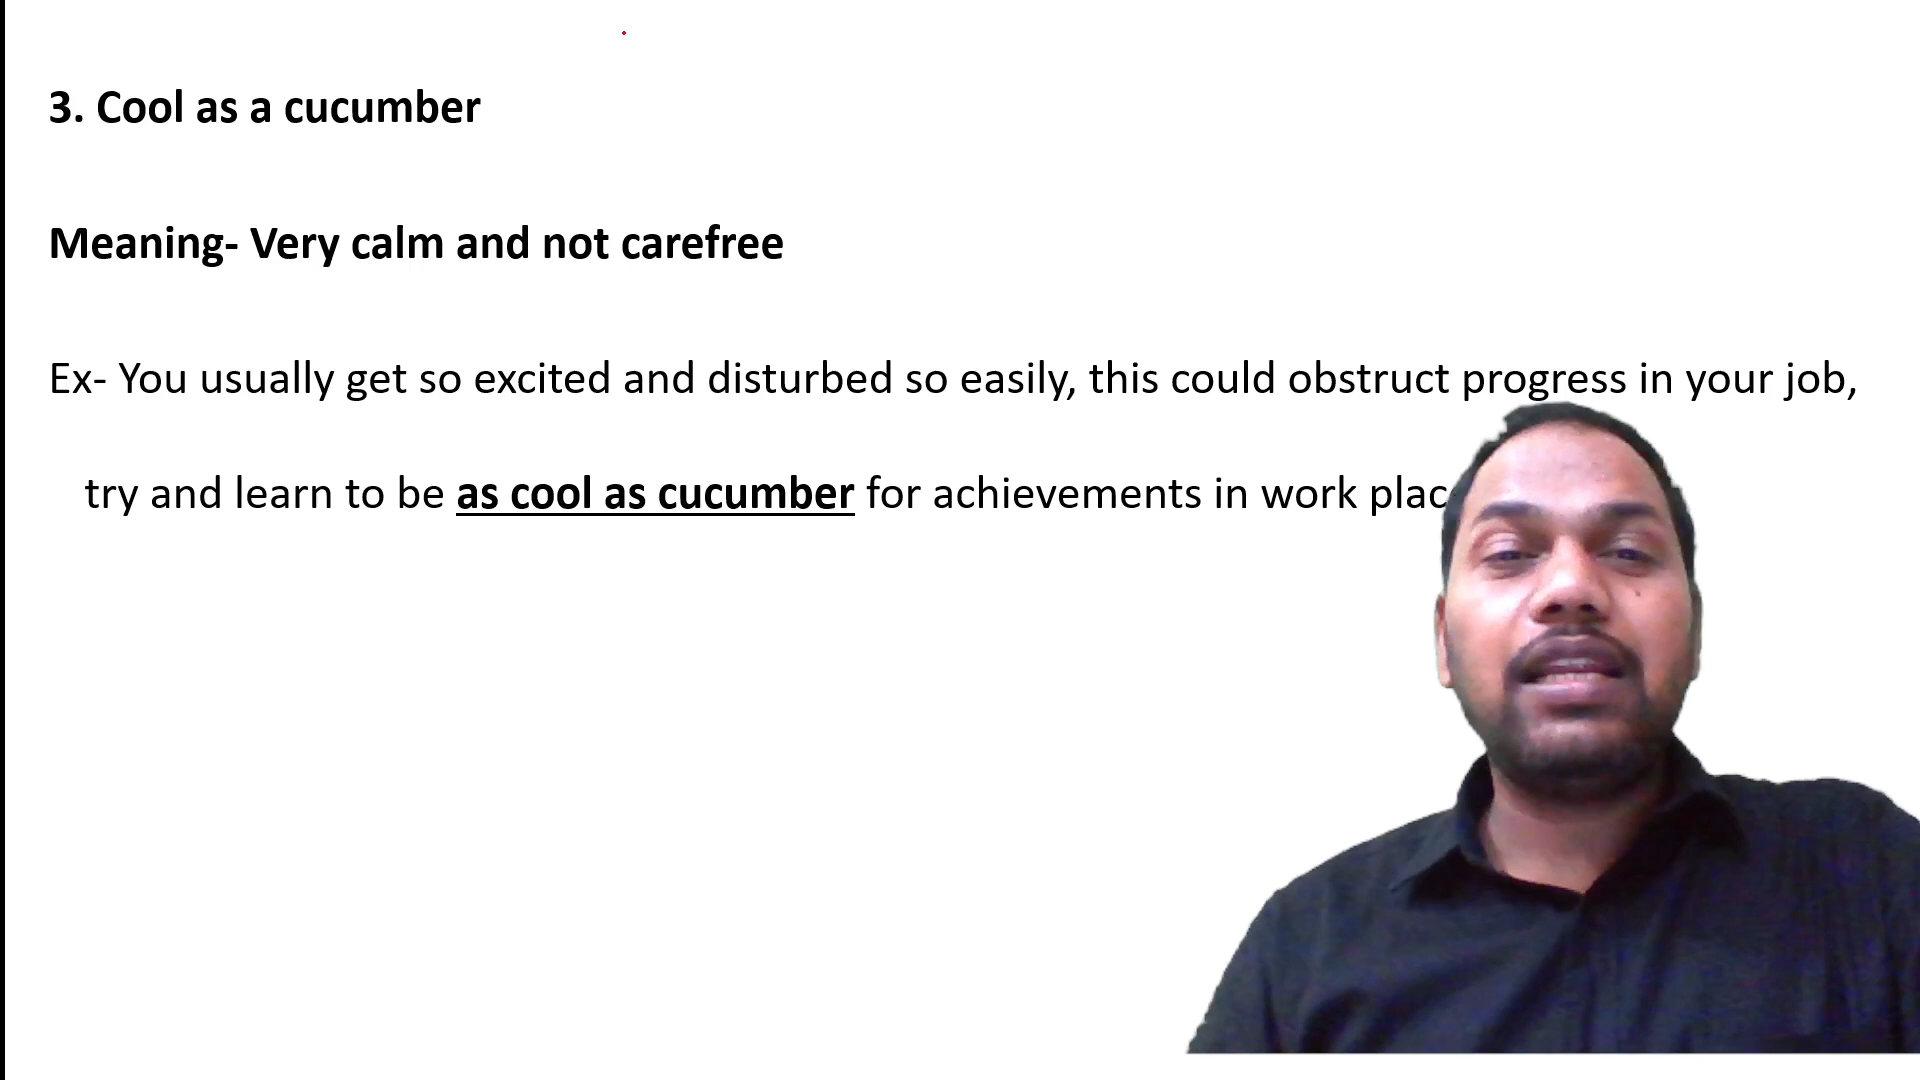 3. Cool as a cucumber
Meaning- Very calm and not carefree
Ex- You usually get so excited and disturbed so easily, this could obstruct progress in your job,
try and learn to be as cool as cucumber for achievements in work